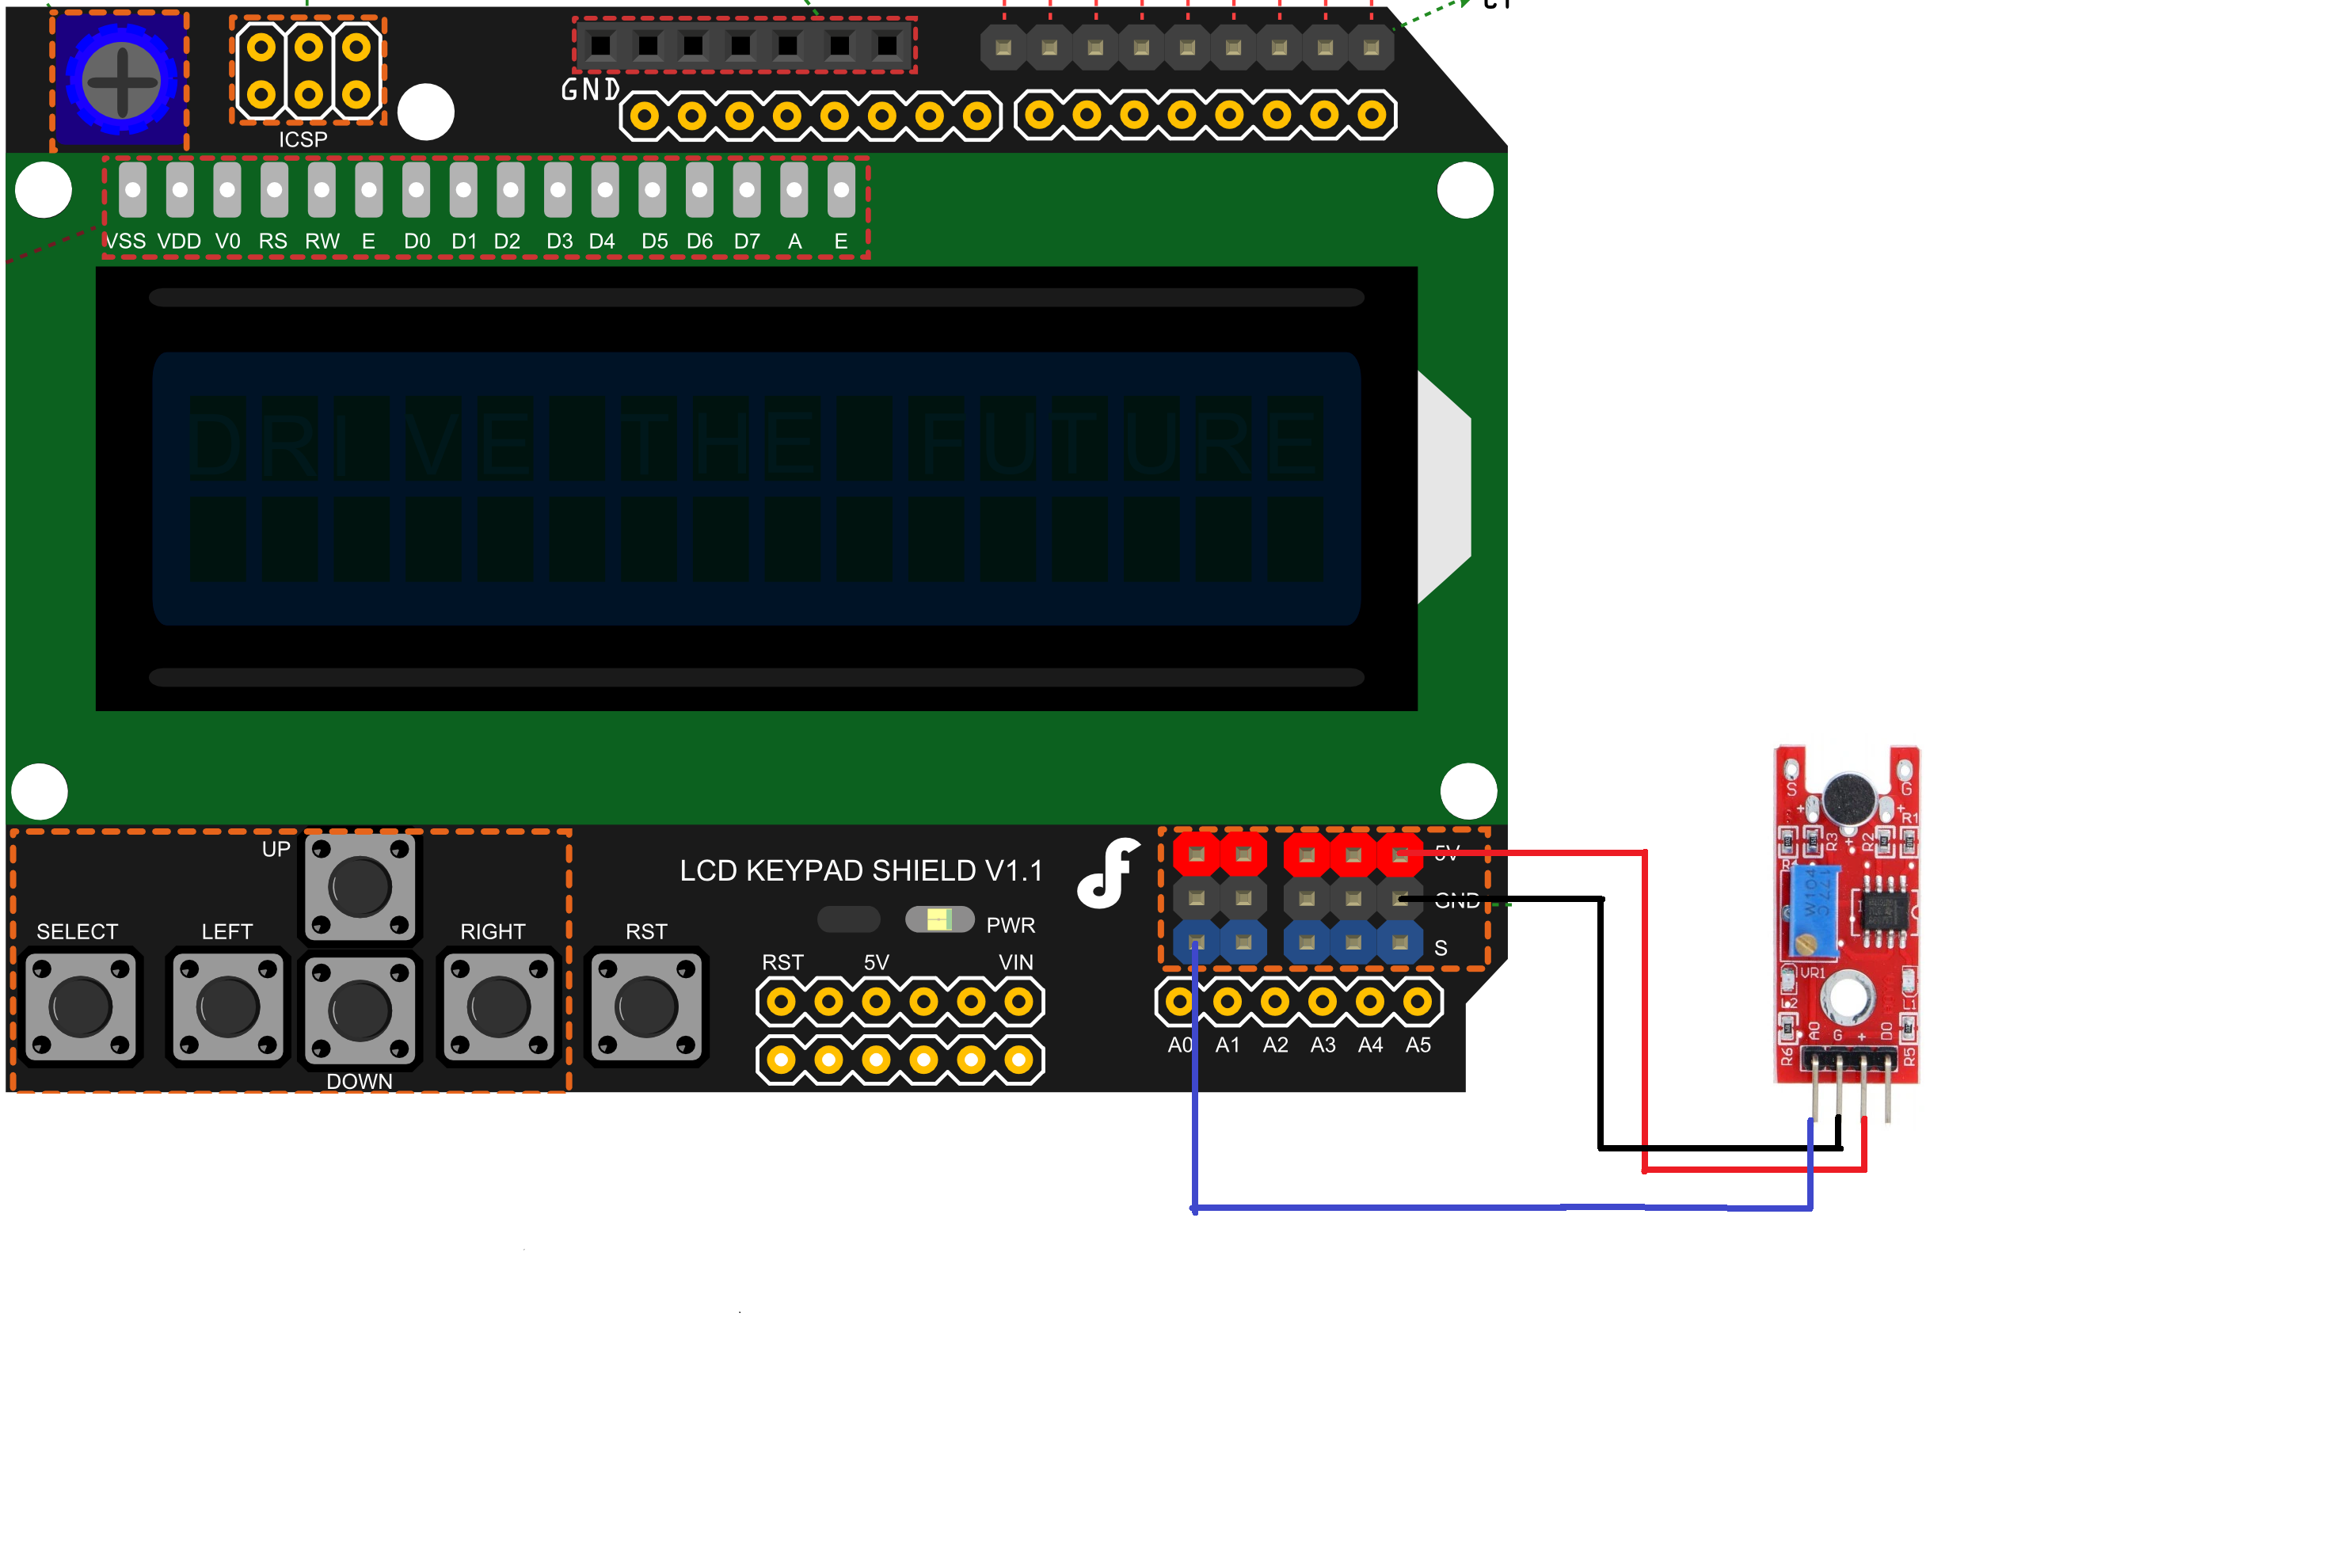 GND
ICSP
VSS VDD V0 RS RW E D0 D1 D2 D3 D4 D5 D6 D7 A E
DRIVE THE FUTURE
UP
LCD KEYPAD SHIELD V1.1
5V
GND
S
SELECT LEFT RIGHT RST
PWR
RST 5V VIN
A0 A1 A2 A3 A4 A5
DOWN
S G
+ +
R1
R3 + R2
W104
VR1
L2 L1
A0 G + D0
R6 R5